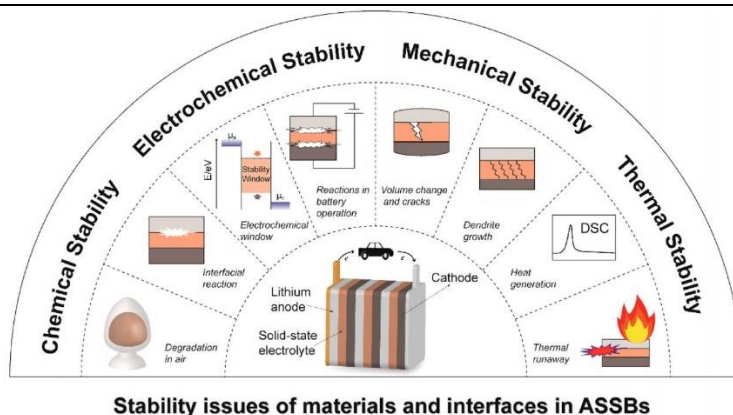 Chemical Stability
Electrochemical Stability
Mechanical Stability
Thermal Stability
Degradation
in air
Interfacial
reaction
E/eV
μₐ
Stability
Window
Electrochemical
window
Reactions in
battery
operation
Volume change
and cracks
Dendrite
growth
DSC
Heat
generation
Thermal
runaway
e
e
Lithium
anode
Solid-state
electrolyte
Cathode
Stability issues of materials and interfaces in ASSBs